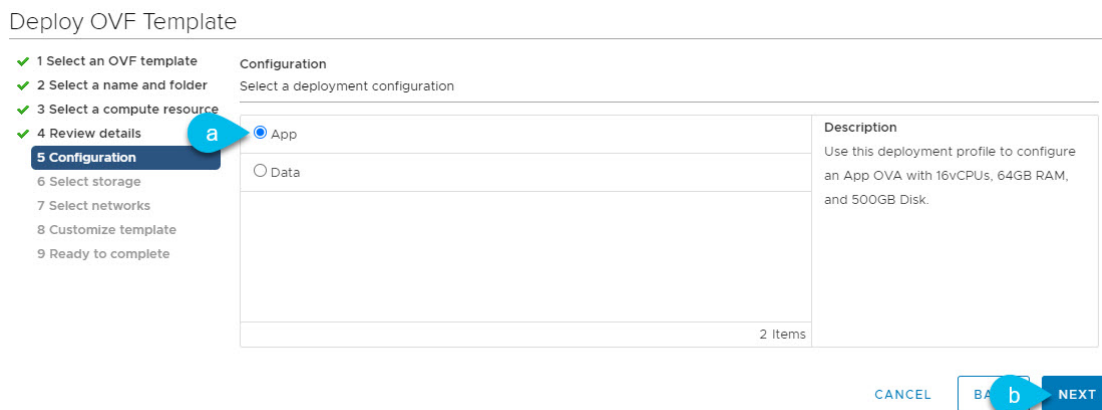 Deploy OVF Template
1 Select an OVF template
2 Select a name and folder
3 Select a compute resource
4 Review details
5 Configuration
6 Select storage
7 Select networks
8 Customize template
9 Ready to complete
Configuration
Select a deployment configuration
a
App
Data
2 Items
Description
Use this deployment profile to configure
an App OVA with 16vCPUs, 64GB RAM,
and 500GB Disk.
CANCEL
b
NEXT